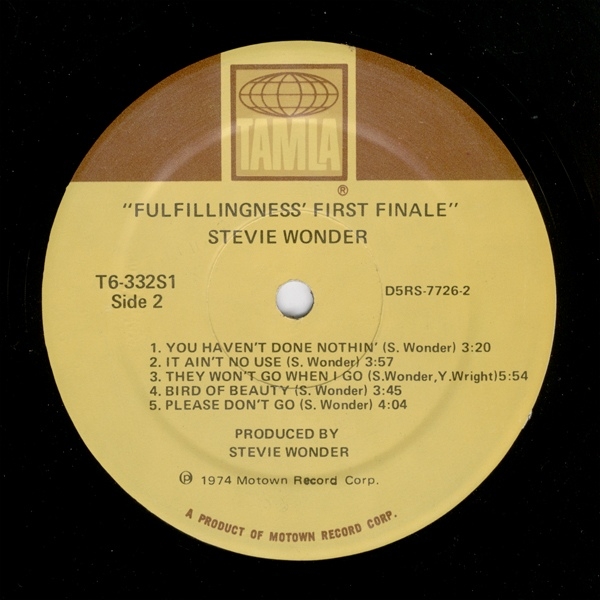 TAMLA
®
"FULFILLINGNESS' FIRST FINALE"
STEVIE WONDER
T6-332S1
Side 2
D5RS-7726-2
1. YOU HAVEN'T DONE NOTHIN' (S. Wonder) 3:20
2. IT AIN'T NO USE (S. Wonder) 3:57
3. THEY WON'T GO WHEN I GO (S.Wonder,Y.Wright)5:54
4. BIRD OF BEAUTY (S. Wonder) 3:45
5. PLEASE DON'T GO (S. Wonder) 4:04
PRODUCED BY
STEVIE WONDER
℗ 1974 Motown Record Corp.
A PRODUCT OF MOTOWN RECORD CORP.